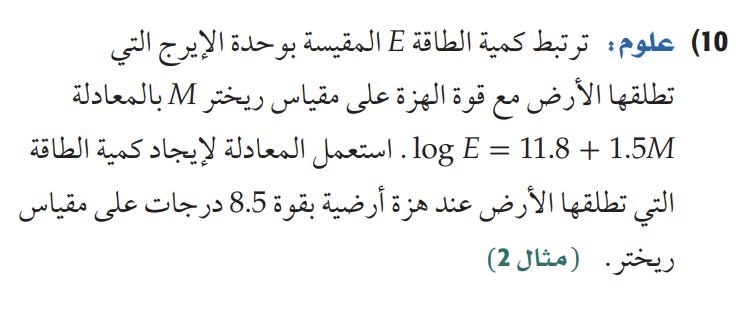 10) علوم: ترتبط كمية الطاقة E المقيسة بوحدة الإيرج التي
تطلقها الأرض مع قوة الهزة على مقياس ريختر M بالمعادلة
log E = 11.8 + 1.5M . استعمل المعادلة لإيجاد كمية الطاقة
التي تطلقها الأرض عند هزة أرضية بقوة 8.5 درجات على مقياس
ريختر. (مثال 2)